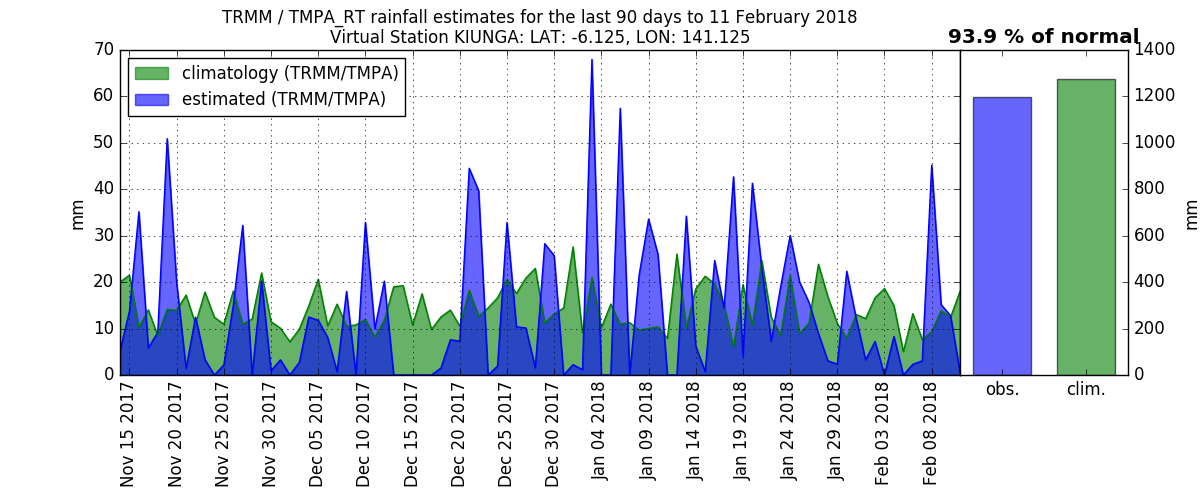 TRMM / TMPA_RT rainfall estimates for the last 90 days to 11 February 2018
Virtual Station KIUNGA: LAT: -6.125, LON: 141.125
93.9 % of normal
climatology (TRMM/TMPA)
estimated (TRMM/TMPA)
70
60
50
40
30
20
10
0
mm
1400
1200
1000
800
600
400
200
0
mm
obs.
clim.
Nov 15 2017
Nov 20 2017
Nov 25 2017
Nov 30 2017
Dec 05 2017
Dec 10 2017
Dec 15 2017
Dec 20 2017
Dec 25 2017
Dec 30 2017
Jan 04 2018
Jan 09 2018
Jan 14 2018
Jan 19 2018
Jan 24 2018
Jan 29 2018
Feb 03 2018
Feb 08 2018